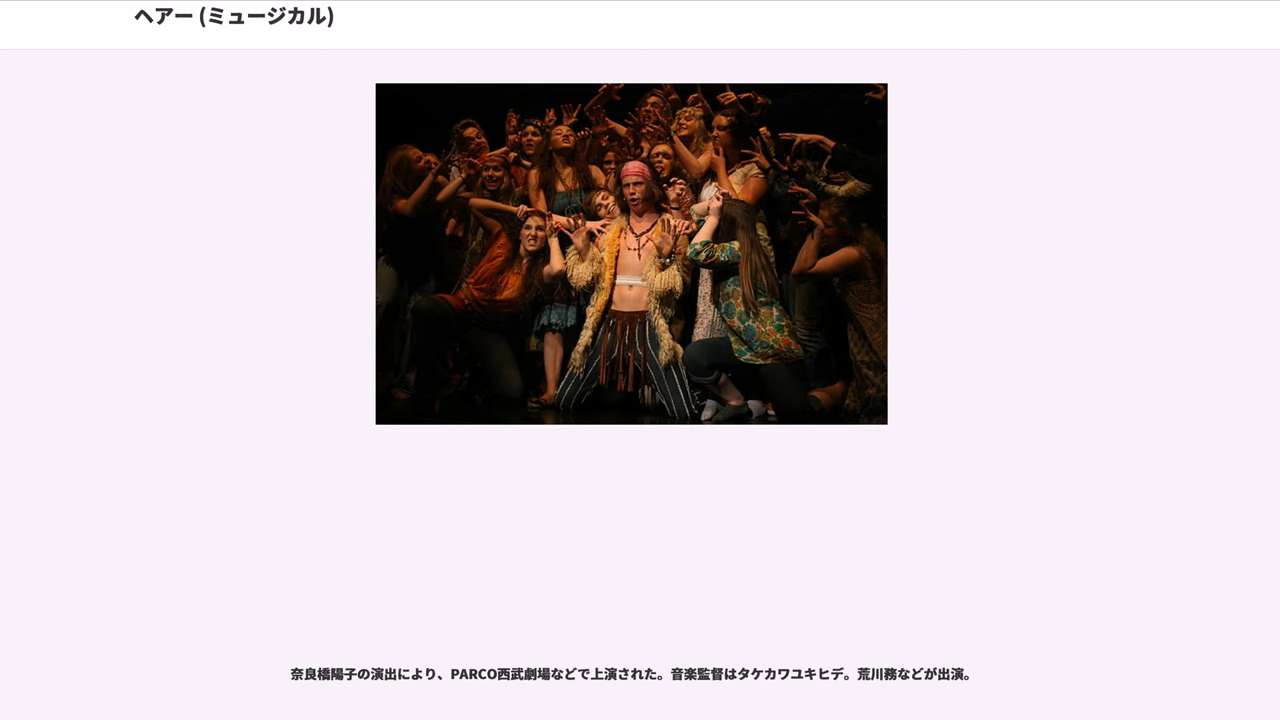 ヘアー (ミュージカル)
奈良橋陽子の演出により、PARCO西武劇場などで上演された。音楽監督はタケカワユキヒデ。荒川務などが出演。